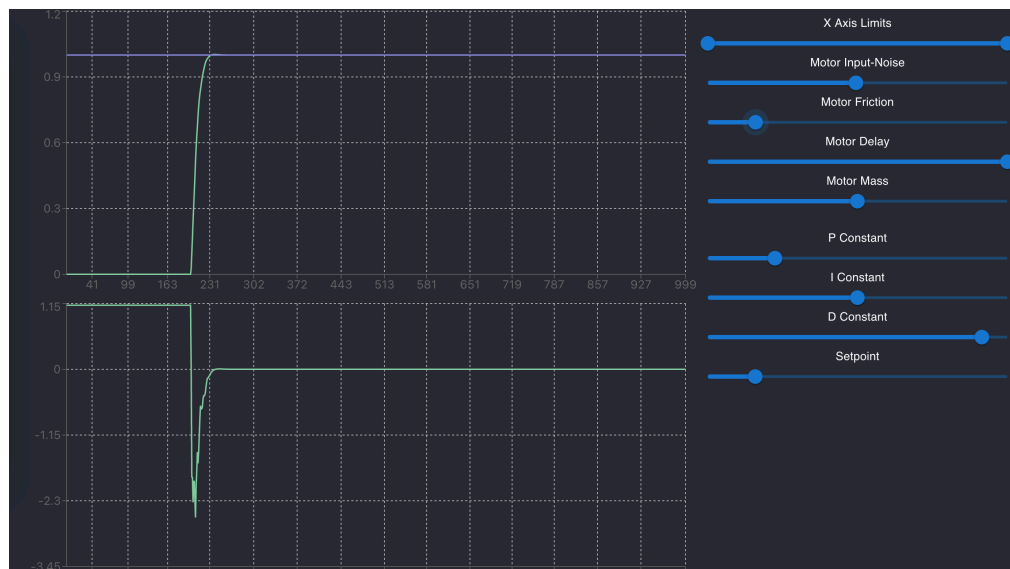 1.2
0.9
0.6
0.3
0
41 99 163 231 302 372 443 513 581 651 719 787 857 927 999
1.15
0
-1.15
-2.3
-3.45
X Axis Limits
Motor Input-Noise
Motor Friction
Motor Delay
Motor Mass
P Constant
I Constant
D Constant
Setpoint